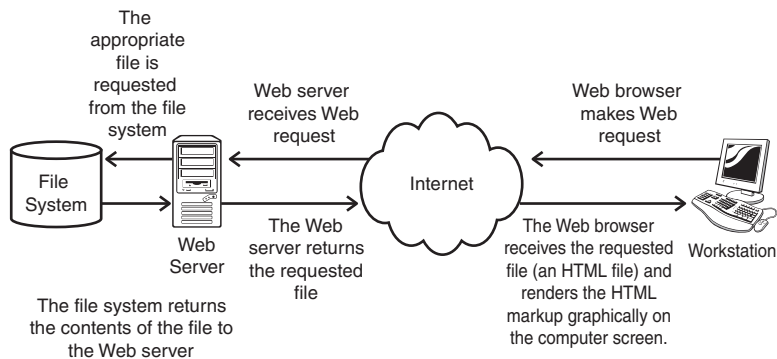 The
appropriate
file is
requested
from the file
system
Web server
receives Web
request
Web browser
makes Web
request
File
System
Internet
Web
Server
The Web
server returns
the requested
file
The Web browser
receives the requested
file (an HTML file) and
renders the HTML
markup graphically on
the computer screen.
Workstation
The file system returns
the contents of the file to
the Web server